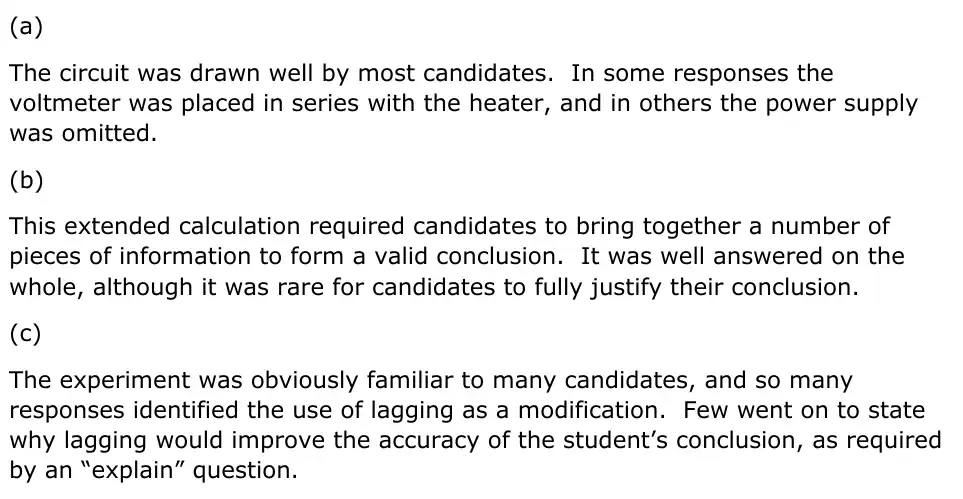 (a)
The circuit was drawn well by most candidates.  In some responses the
voltmeter was placed in series with the heater, and in others the power supply
was omitted.
(b)
This extended calculation required candidates to bring together a number of
pieces of information to form a valid conclusion.  It was well answered on the
whole, although it was rare for candidates to fully justify their conclusion.
(c)
The experiment was obviously familiar to many candidates, and so many
responses identified the use of lagging as a modification.  Few went on to state
why lagging would improve the accuracy of the student’s conclusion, as required
by an “explain” question.